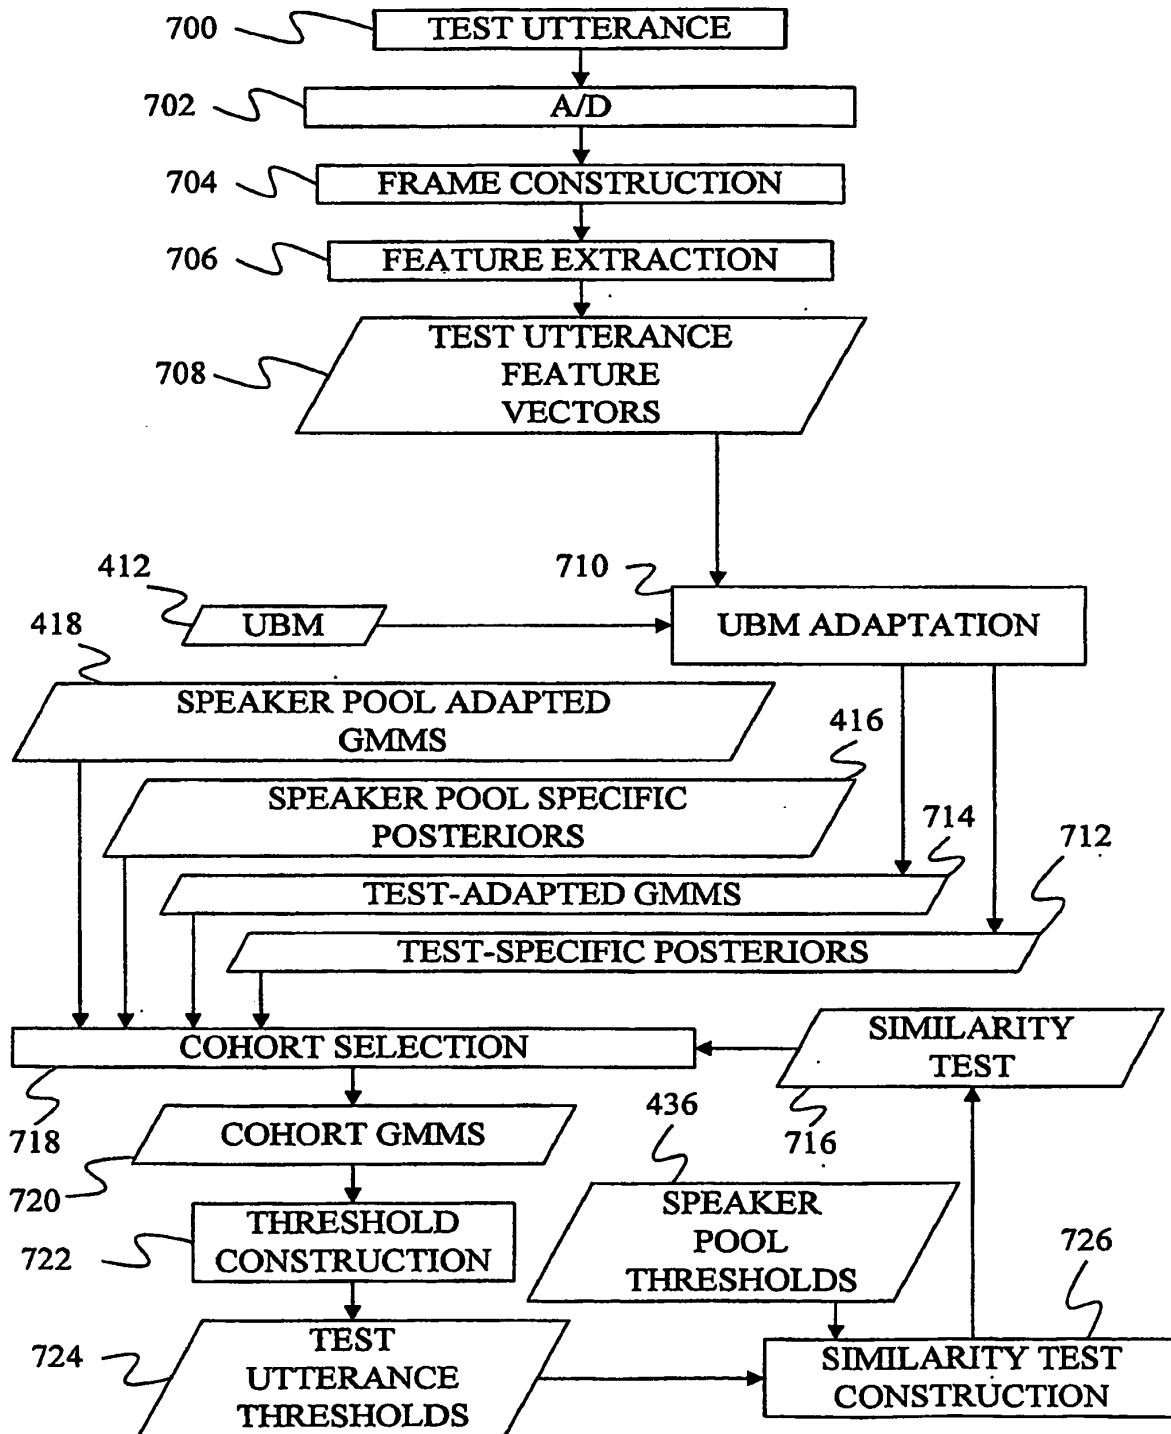 700
TEST UTTERANCE
702
A/D
704
FRAME CONSTRUCTION
706
FEATURE EXTRACTION
708
TEST UTTERANCE
FEATURE
VECTORS
412
710
UBM
UBM ADAPTATION
418
SPEAKER POOL ADAPTED
GMMS
416
SPEAKER POOL SPECIFIC
POSTERIORS
714
712
TEST-ADAPTED GMMS
TEST-SPECIFIC POSTERIORS
COHORT SELECTION
SIMILARITY
TEST
718
436
716
COHORT GMMS
720
THRESHOLD
CONSTRUCTION
722
SPEAKER
POOL
THRESHOLDS
726
724
TEST
UTTERANCE
THRESHOLDS
SIMILARITY TEST
CONSTRUCTION